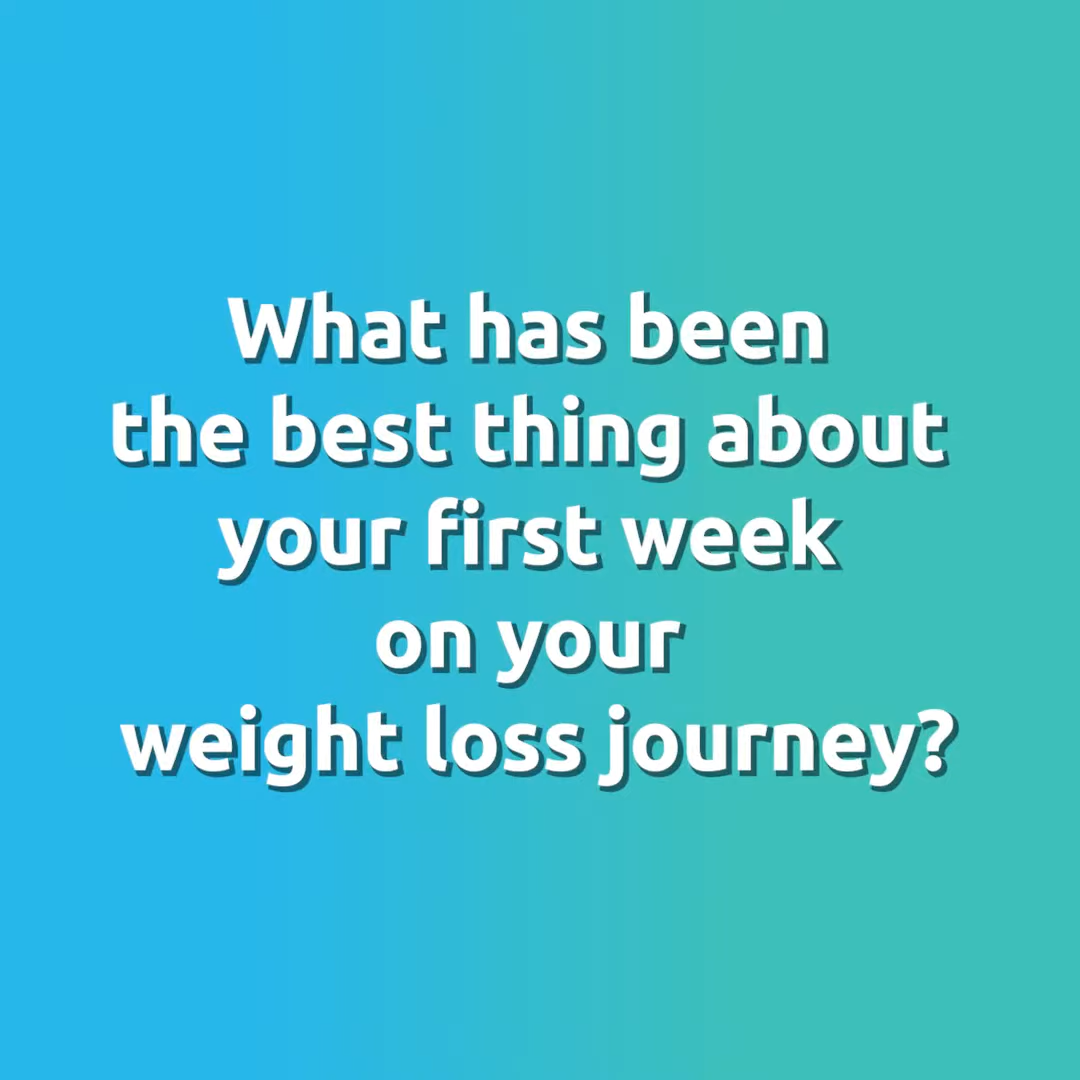 What has been
the best thing about
your first week
on your
weight loss journey?